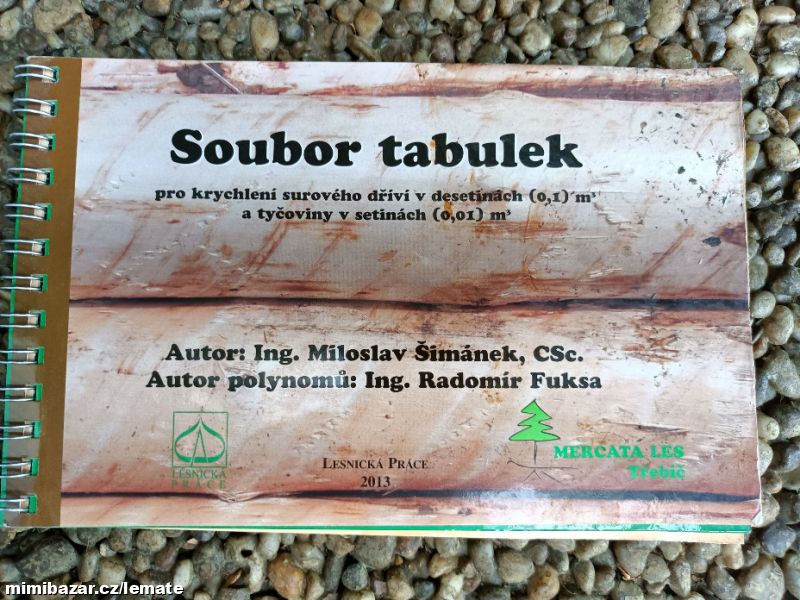 Soubor tabulek
pro krychlení surového dříví v desetinách (0,1) m³
a tyčoviny v setinách (0,01) m³
Autor: Ing. Miloslav Šimánek, CSc.
Autor polynomů: Ing. Radomír Fuksa
LESNICKÁ
PRÁCE
LESNICKÁ PRÁCE
2013
MERCATA LES
Třebíč
mimibazar.cz/lemate